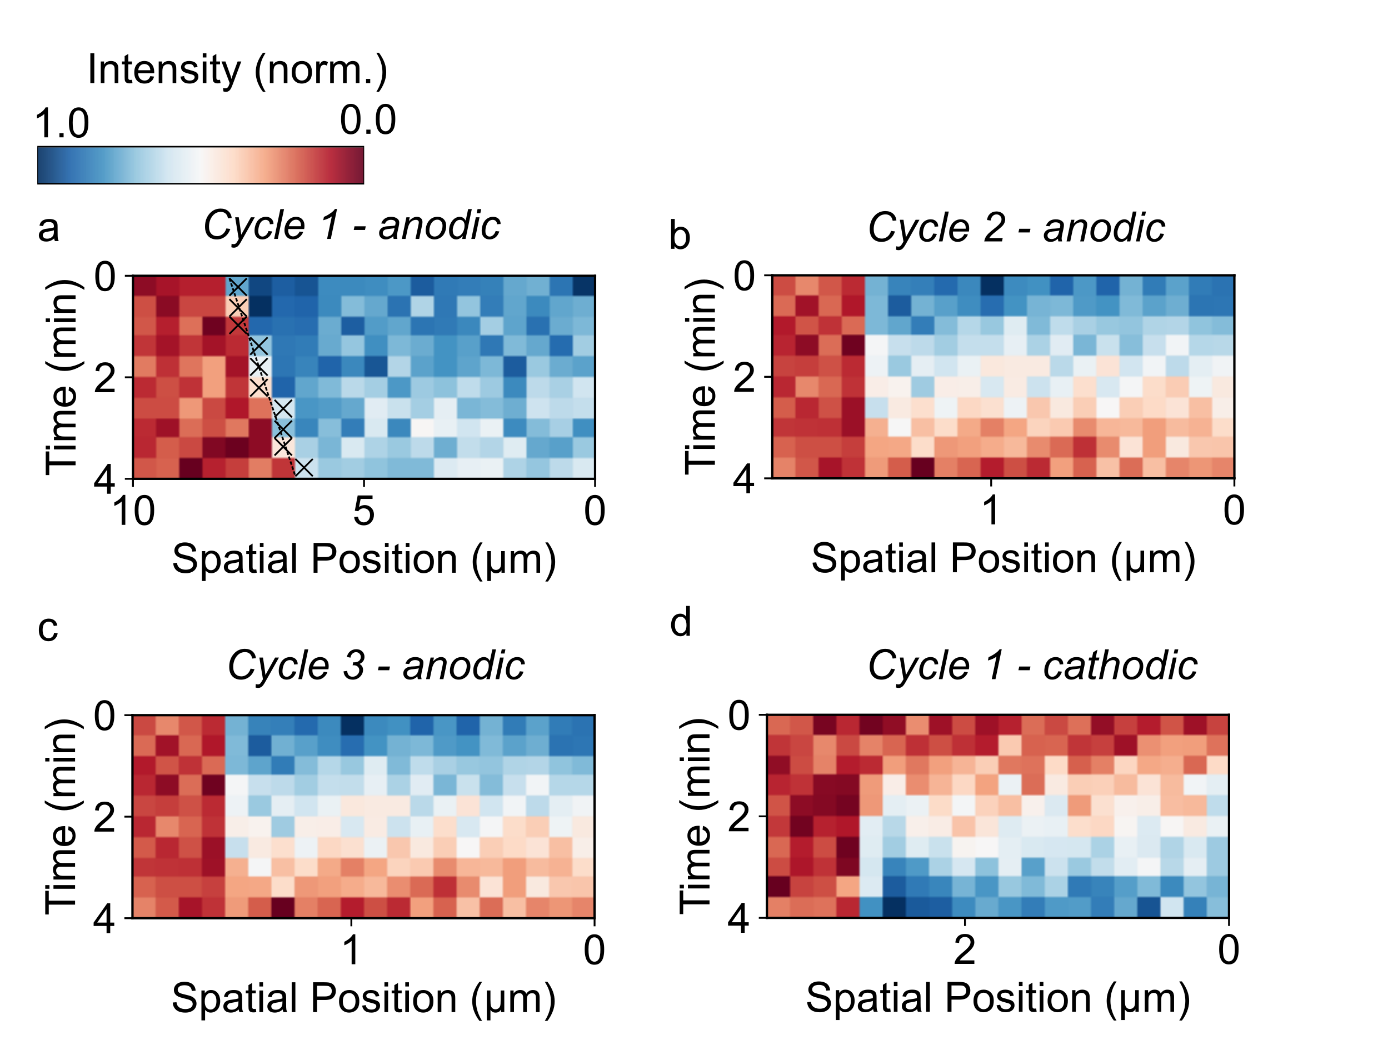 Intensity (norm.)
1.0 0.0
a Cycle 1 - anodic
0
2
4
Time (min)
10 5 0
Spatial Position (µm)
b Cycle 2 - anodic
0
2
4
Time (min)
1 0
Spatial Position (µm)
c Cycle 3 - anodic
0
2
4
Time (min)
1 0
Spatial Position (µm)
d Cycle 1 - cathodic
0
2
4
Time (min)
2 0
Spatial Position (µm)